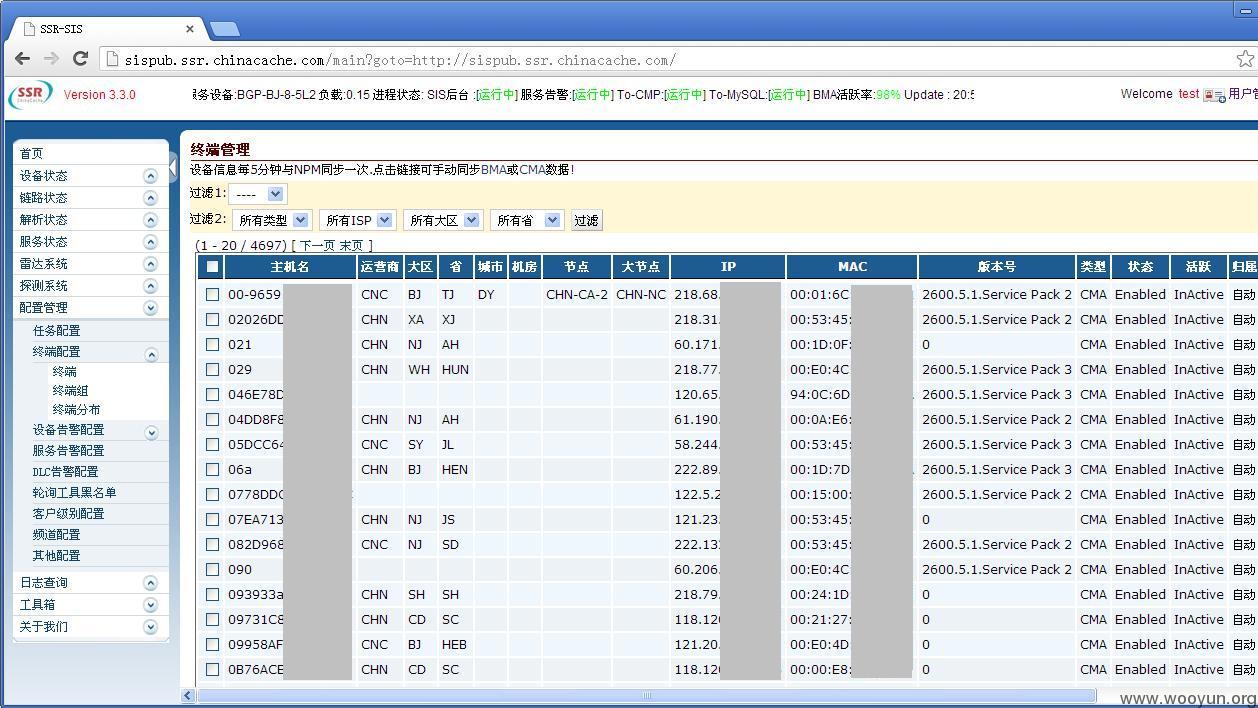 SSR-SIS
sispub.ssr.chinacache.com/main?goto=http://sispub.ssr.chinacache.com/
SSR ChinaCache Version 3.3.0 服务设备:BGP-BJ-8-5L2 负载:0.15 进程状态: SIS后台 :[运行中] 服务告警:[运行中] To-CMP:[运行中] To-MySQL:[运行中] BMA活跃率:98% Update : 20:5 Welcome test 用户
首页
设备状态
链路状态
解析状态
服务状态
雷达系统
探测系统
配置管理
任务配置
终端配置
终端
终端组
终端分布
设备告警配置
服务告警配置
DLC告警配置
轮询工具黑名单
客户级别配置
频道配置
其他配置
日志查询
工具箱
关于我们
终端管理
设备信息每5分钟与NPM同步一次,点击链接可手动同步BMA或CMA数据!
过滤1: ----
过滤2: 所有类型 所有ISP 所有大区 所有省 过滤
(1 - 20 / 4697) [ 下一页 末页 ]
主机名 运营商 大区 省 城市 机房 节点 大节点 IP MAC 版本号 类型 状态 活跃 归属
00-9659 CNC BJ TJ DY CHN-CA-2 CHN-NC 218.68. 00:01:6C 2600.5.1.Service Pack 2 CMA Enabled InActive 自动
02026DD CHN XA XJ 218.31. 00:53:45: 2600.5.1.Service Pack 2 CMA Enabled InActive 自动
021 CHN NJ AH 60.171. 00:1D:0F: 0 CMA Enabled InActive 自动
029 CHN WH HUN 218.77. 00:E0:4C 2600.5.1.Service Pack 3 CMA Enabled InActive 自动
046E78D 120.65. 94:0C:6D 2600.5.1.Service Pack 3 CMA Enabled InActive 自动
04DD8F8 CHN NJ AH 61.190. 00:0A:E6: 2600.5.1.Service Pack 2 CMA Enabled InActive 自动
05DCC64 CNC SY JL 58.244. 00:53:45: 2600.5.1.Service Pack 3 CMA Enabled InActive 自动
06a CHN BJ HEN 222.89. 00:1D:7D 2600.5.1.Service Pack 3 CMA Enabled InActive 自动
0778DDC 122.5.2 00:15:00: 2600.5.1.Service Pack 2 CMA Enabled InActive 自动
07EA713 CHN NJ JS 121.23. 00:53:45: 0 CMA Enabled InActive 自动
082D968 CNC NJ SD 222.13 00:53:45: 2600.5.1.Service Pack 2 CMA Enabled InActive 自动
090 60.206. 00:E0:4C 2600.5.1.Service Pack 2 CMA Enabled InActive 自动
093933a CHN SH SH 218.79. 00:24:1D 0 CMA Enabled InActive 自动
09731C8 CHN CD SC 118.12 00:21:27: 0 CMA Enabled InActive 自动
09958AF CNC BJ HEB 121.20. 00:E0:4D 0 CMA Enabled InActive 自动
0B76ACE CHN CD SC 118.12 00:00:E8: 0 CMA Enabled InActive 自动
www.wooyun.org